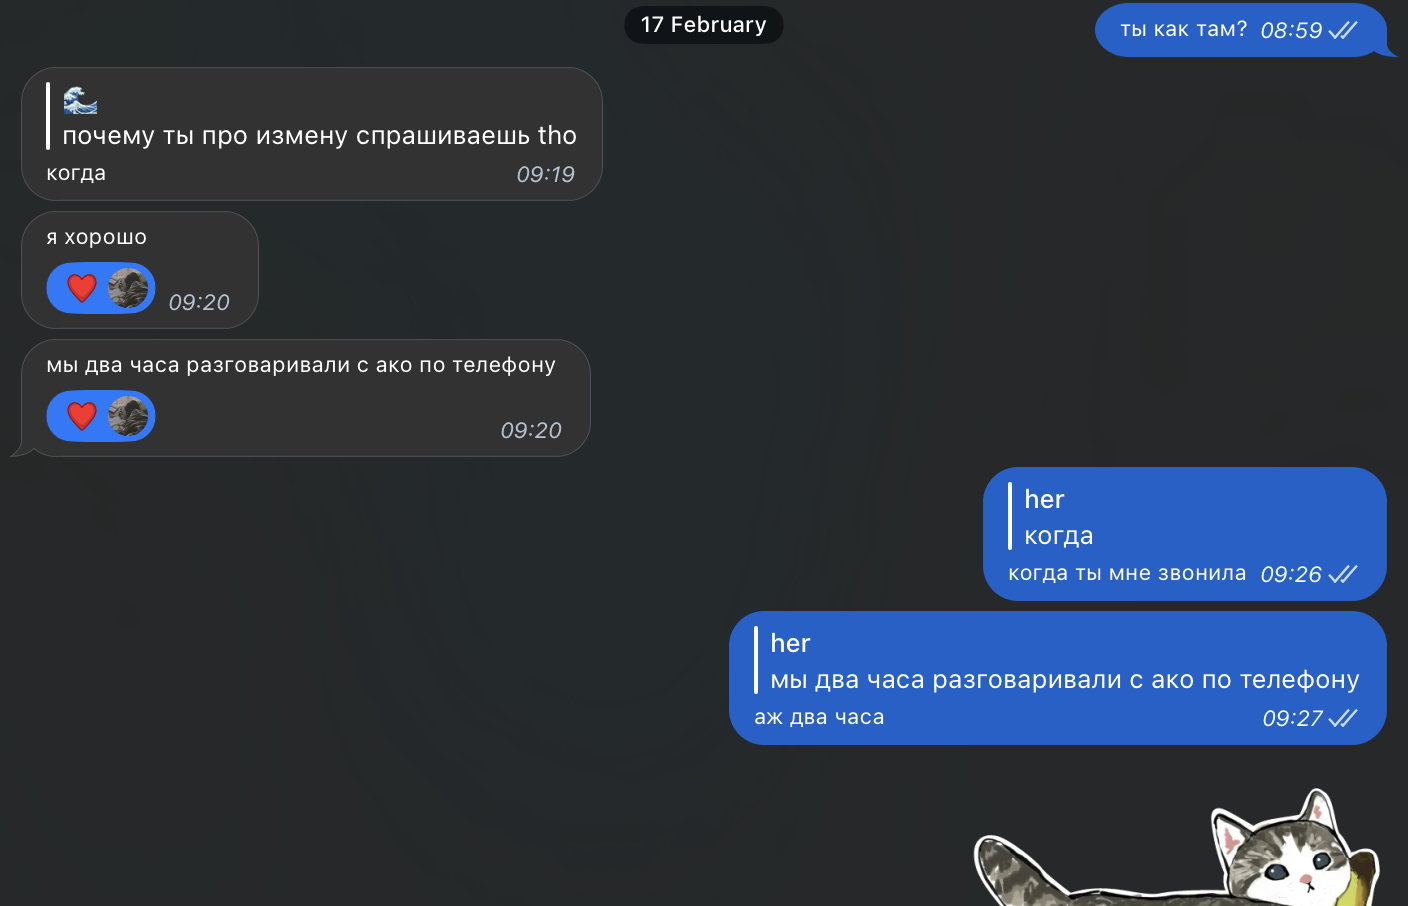 17 February
ты как там? 08:59
🌊
почему ты про измену спрашиваешь tho
когда 09:19
я хорошо
❤️ 09:20
мы два часа разговаривали с ако по телефону
❤️ 09:20
her
когда
когда ты мне звонила 09:26
her
мы два часа разговаривали с ако по телефону
аж два часа 09:27